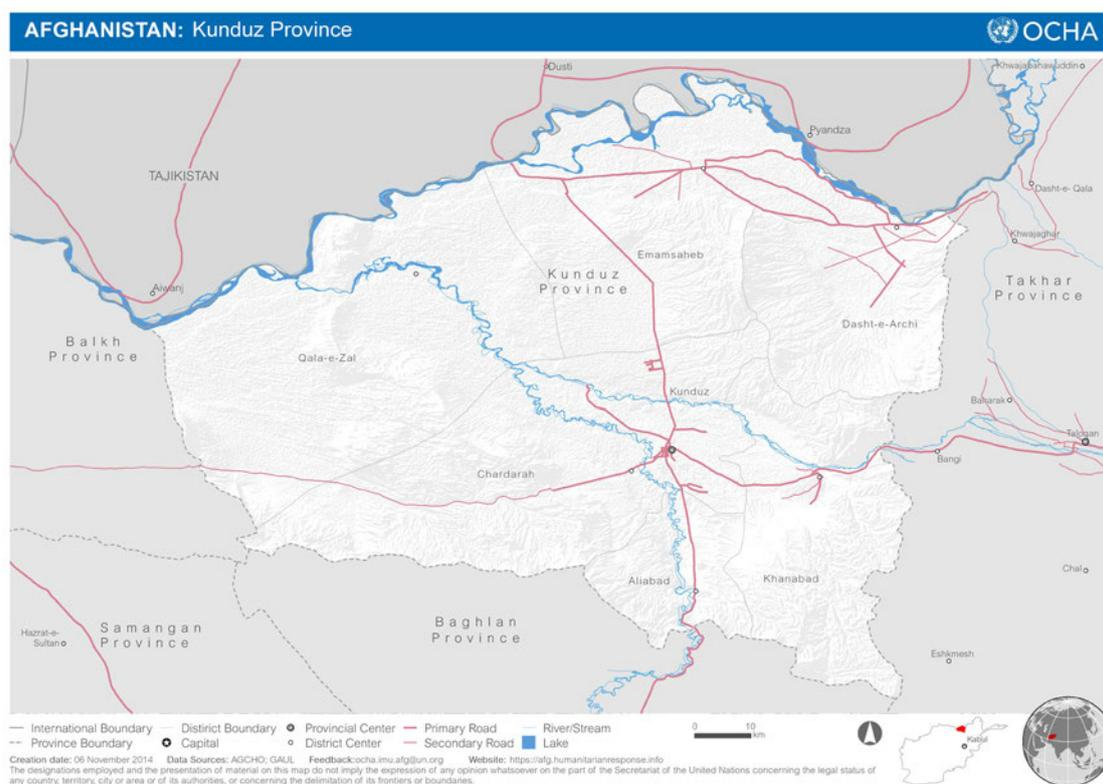 AFGHANISTAN: Kunduz Province
OCHA
Dusti
Khwajabahawuddin
Pyandza
TAJIKISTAN
Dasht-e- Qala
Khwajaghar
Emamsaheb
Kunduz
Province
Takhar
Province
Aiwanj
Dasht-e-Archi
Balkh
Province
Qala-e-Zal
Kunduz
Baharak
Taloqan
Bangi
Chardarah
Chal
Aliabad
Khanabad
Baghlan
Province
Samangan
Province
Hazrat-e-
Sultan
Eshkmesh
International Boundary
District Boundary
Provincial Center
Primary Road
River/Stream
Province Boundary
Capital
District Center
Secondary Road
Lake
0 10
km
Kabul
Creation date: 06 November 2014 Data Sources: AGCHO; GAUL Feedback:ocha.imu.afg@un.org Website: https://afg.humanitarianresponse.info
The designations employed and the presentation of material on this map do not imply the expression of any opinion whatsoever on the part of the Secretariat of the United Nations concerning the legal status of
any country, territory, city or area or of its authorities, or concerning the delimitation of its frontiers or boundaries.